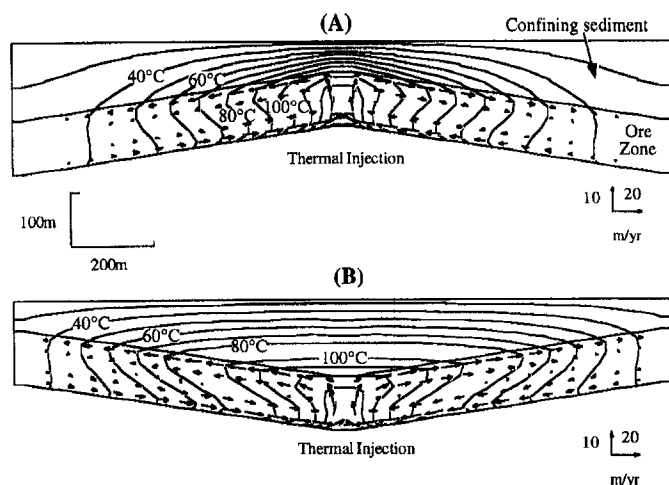 (A)
Confining sediment
40°C
60°C
100°C
80°C
Ore
Zone
Thermal Injection
100m
200m
10 20
m/yr
(B)
40°C
60°C
80°C
100°C
Thermal Injection
10 20
m/yr